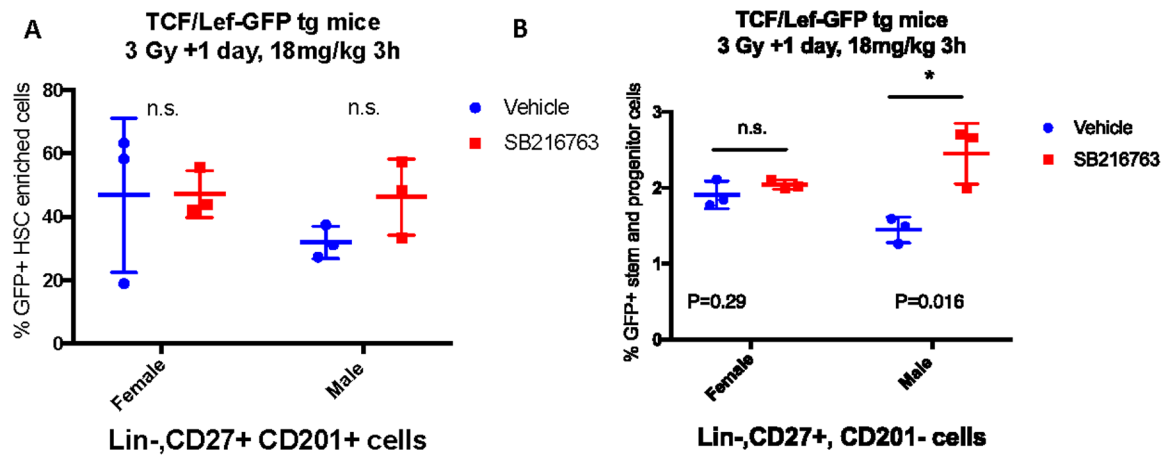 A
TCF/Lef-GFP tg mice
3 Gy +1 day, 18mg/kg 3h
% GFP+ HSC enriched cells
80
60
40
20
0
n.s.
n.s.
Vehicle
SB216763
Female
Male
Lin-,CD27+ CD201+ cells
B
TCF/Lef-GFP tg mice
3 Gy +1 day, 18mg/kg 3h
% GFP+ stem and progenitor cells
3
2
1
0
n.s.
*
Vehicle
SB216763
P=0.29
P=0.016
Female
Male
Lin-,CD27+, CD201- cells